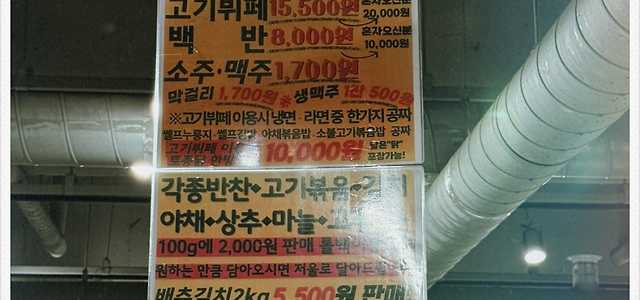 고기뷔페 15,500원 혼자오신분 20,000원
백 반 8,000원 혼자오신분 10,000원
소주·맥주 1,700원
막걸리 1,700원※생맥주 1잔 500원
※고기뷔페 이용시 냉면·라면 중 한가지 공짜
셀프누룽지·셀프김밥·야채볶음밥·소불고기볶음밥 공짜
고기뷔페 10,000원 남은"닭" 포장가능!
각종반찬◆고기볶음◆
야채◆상추◆마늘◆
100g에 2,000원 판매
원하는 만큼 담아오시면 저울로
배추김치2kg 5,500원 판매